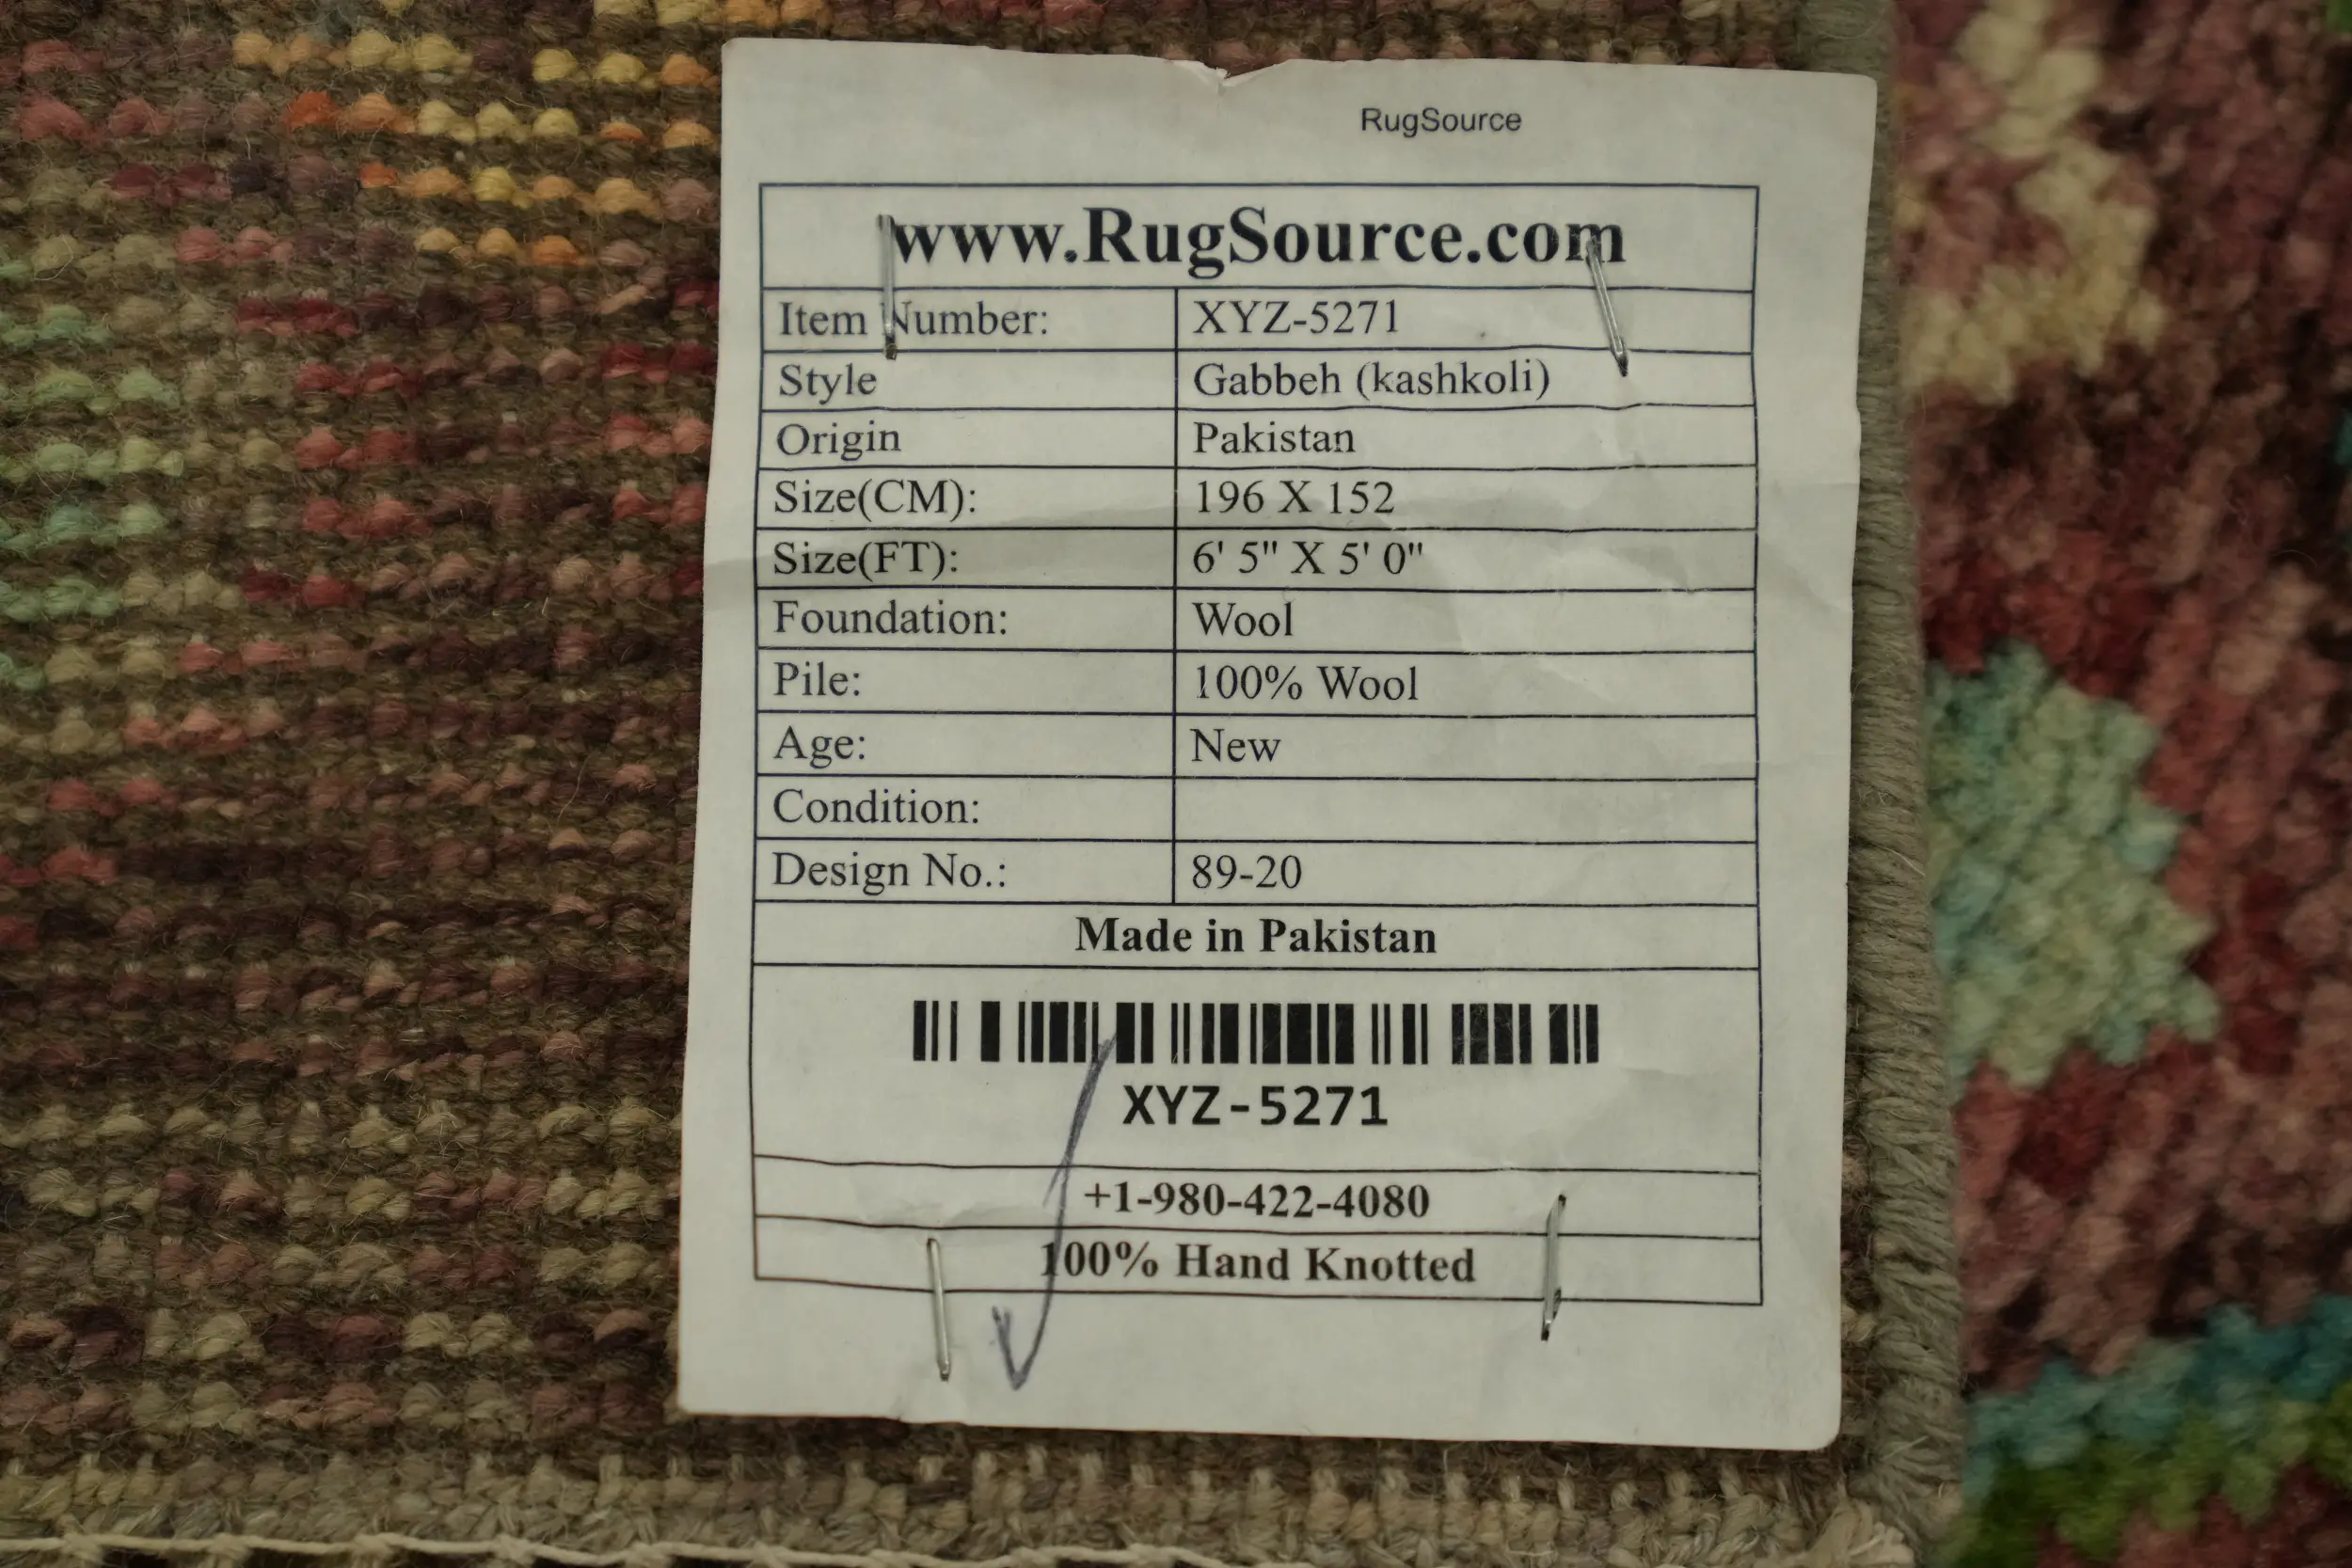 RugSource
www.RugSource.com
Item Number: XYZ-5271
Style Gabbeh (kashkoli)
Origin Pakistan
Size(CM): 196 X 152
Size(FT): 6' 5" X 5' 0"
Foundation: Wool
Pile: 100% Wool
Age: New
Condition:
Design No.: 89-20
Made in Pakistan
XYZ-5271
+1-980-422-4080
100% Hand Knotted